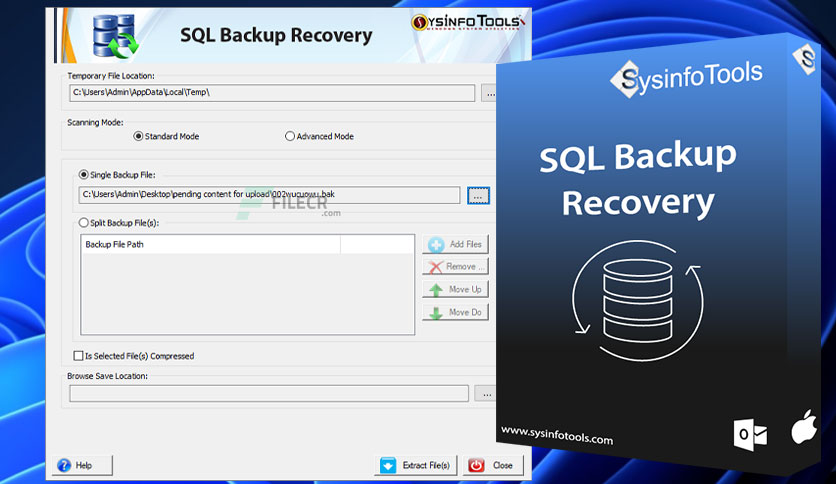 SQL Backup Recovery
SysInfoTools
Temporary File Location:
C:\Users\Admin\AppData\Local\Temp\
...
Scanning Mode:
Standard Mode
Advanced Mode
Single Backup File:
C:\Users\Admin\Desktop\pending content for upload\002wucuowu.bak
...
FILECR
.com
Split Backup File(s):
Backup File Path
Add Files
Remove ...
Move Up
Move Do
Is Selected File(s) Compressed
Browse Save Location:
...
Help
Extract File(s)
Close
SysinfoTools
SQL Backup
Recovery
www.sysinfotools.com